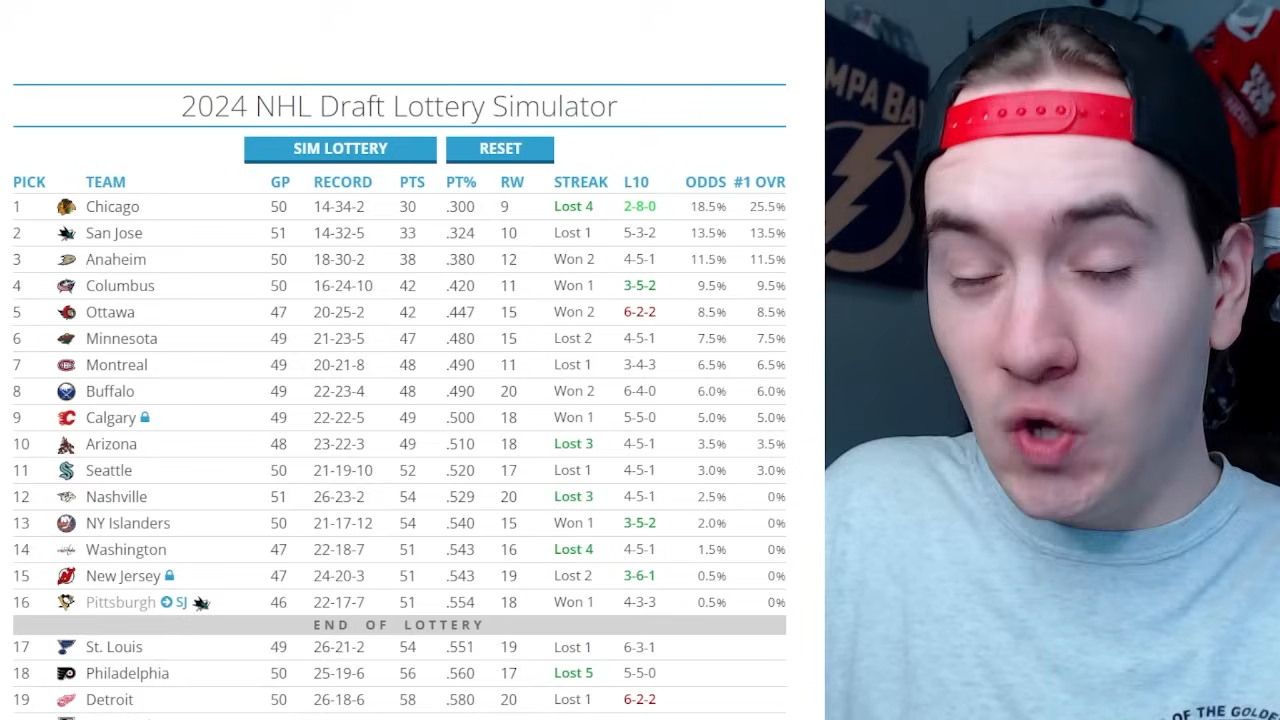 2024 NHL Draft Lottery Simulator
SIM LOTTERY RESET
PICK TEAM GP RECORD PTS PT% RW STREAK L10 ODDS #1 OVR
1 Chicago 50 14-34-2 30 .300 9 Lost 4 2-8-0 18.5% 25.5%
2 San Jose 51 14-32-5 33 .324 10 Lost 1 5-3-2 13.5% 13.5%
3 Anaheim 50 18-30-2 38 .380 12 Won 2 4-5-1 11.5% 11.5%
4 Columbus 50 16-24-10 42 .420 11 Won 1 3-5-2 9.5% 9.5%
5 Ottawa 47 20-25-2 42 .447 15 Won 2 6-2-2 8.5% 8.5%
6 Minnesota 49 21-23-5 47 .480 15 Lost 2 4-5-1 7.5% 7.5%
7 Montreal 49 20-21-8 48 .490 11 Lost 1 3-4-3 6.5% 6.5%
8 Buffalo 49 22-23-4 48 .490 20 Won 2 6-4-0 6.0% 6.0%
9 Calgary 49 22-22-5 49 .500 18 Won 1 5-5-0 5.0% 5.0%
10 Arizona 48 23-22-3 49 .510 18 Lost 3 4-5-1 3.5% 3.5%
11 Seattle 50 21-19-10 52 .520 17 Lost 1 4-5-1 3.0% 3.0%
12 Nashville 51 26-23-2 54 .529 20 Lost 3 4-5-1 2.5% 0%
13 NY Islanders 50 21-17-12 54 .540 15 Won 1 3-5-2 2.0% 0%
14 Washington 47 22-18-7 51 .543 16 Lost 4 4-5-1 1.5% 0%
15 New Jersey 47 24-20-3 51 .543 19 Lost 2 3-6-1 0.5% 0%
16 Pittsburgh SJ 46 22-17-7 51 .554 18 Won 1 4-3-3 0.5% 0%
END OF LOTTERY
17 St. Louis 49 26-21-2 54 .551 19 Lost 1 6-3-1
18 Philadelphia 50 25-19-6 56 .560 17 Lost 5 5-5-0
19 Detroit 50 26-18-6 58 .580 20 Lost 1 6-2-2
MPA BAY
OF THE GOLDE